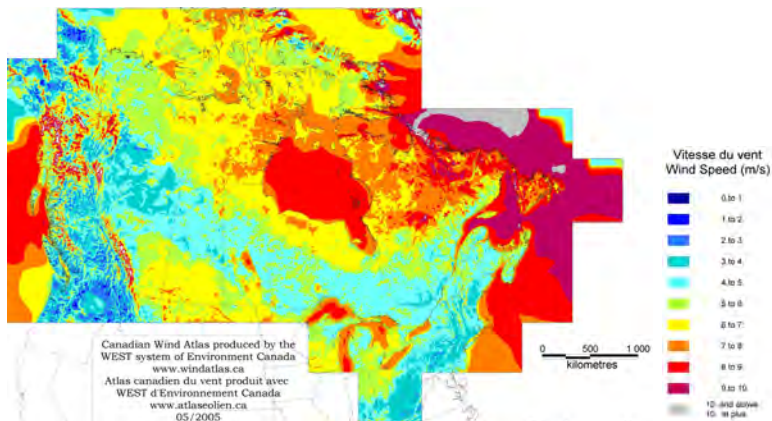 Vitesse du vent
Wind Speed (m/s)
0 to 1
1 to 2
2 to 3
3 to 4
4 to 5
5 to 6
6 to 7
7 to 8
8 to 9
9 to 10
10 and above
10 et plus
0 500 1 000
kilometres
Canadian Wind Atlas produced by the
WEST system of Environment Canada
www.windatlas.ca
Atlas canadien du vent produit avec
WEST d'Environnement Canada
www.atlaseolien.ca
05/2005